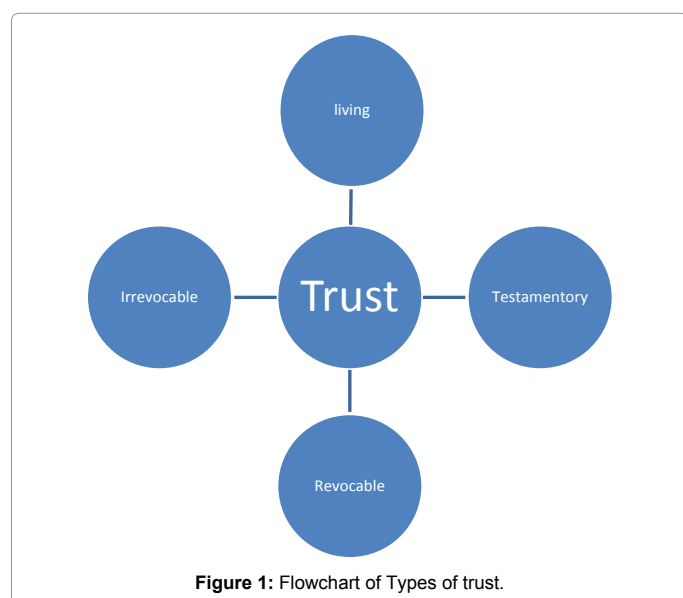 living
Irrevocable
Trust
Testamentory
Revocable
Figure 1: Flowchart of Types of trust.